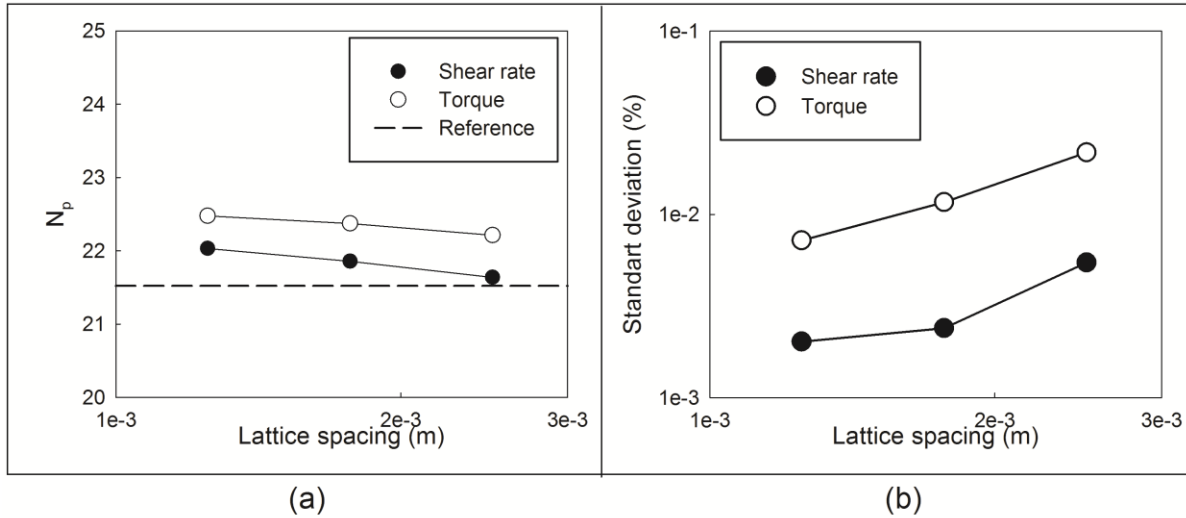 25
24
23
22
21
20
N_p
Shear rate
Torque
Reference
1e-3
2e-3
3e-3
Lattice spacing (m)
(a)
1e-1
1e-2
1e-3
Standart deviation (%)
Shear rate
Torque
1e-3
2e-3
3e-3
Lattice spacing (m)
(b)